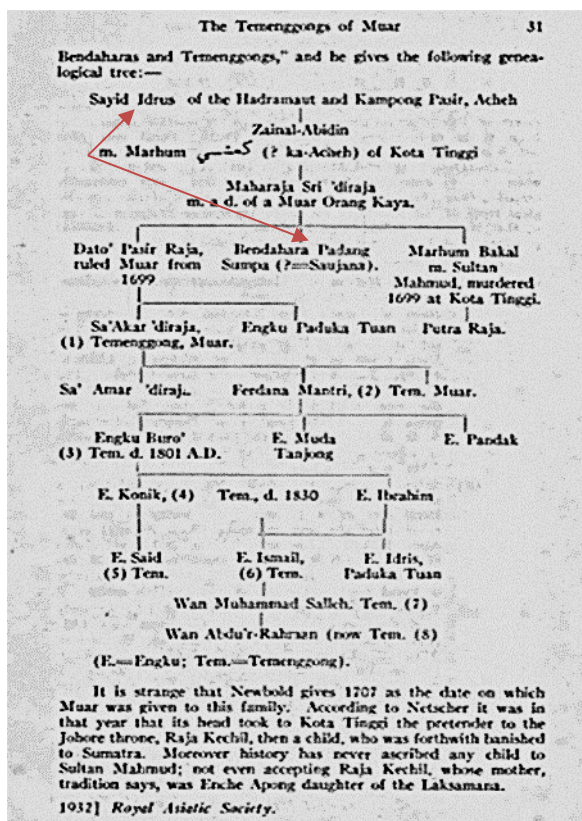 The Temenggongs of Muar 31
Bendaharas and Temenggongs," and he gives the following genea-
logical tree:—
Sayid Idrus of the Hadramaut and Kampong Pasir, Acheh
Zainal-Abidin
m. Marhum (? ka-Acheh) of Kota Tinggi
Maharaja Sri 'diraja
m. a d. of a Muar Orang Kaya.
Dato' Pasir Raja, Bendahara Padang Marhum Bakal
ruled Muar from Sumpa (?=Saujana). m. Sultan
1699 Mahmud, murdered
1699 at Kota Tinggi.
Sa'Akar 'diraja, Engku Paduka Tuan Putra Raja.
(1) Temenggong, Muar.
Sa' Amar 'diraj. Ferdana Mantri, (2) Tem. Muar.
Engku Buro' E. Muda E. Pandak
(3) Tem. d. 1801 A.D. Tanjong
E. Konik, (4) Tem., d. 1830 E. Ibrahim
E. Said E. Ismail, E. Idris,
(5) Tem. (6) Tem. Paduka Tuan
Wan Muhammad Salleh. Tem. (7)
Wan Abdu'r-Rahman (now Tem. (8)
(E.=Engku; Tem.=Temenggong).
It is strange that Newbold gives 1707 as the date on which
Muar was given to this family. According to Netscher it was in
that year that its head took to Kota Tinggi the pretender to the
Johore throne, Raja Kechil, then a child, who was forthwith banished
to Sumatra. Moreover history has never ascribed any child to
Sultan Mahmud; not even accepting Raja Kechil, whose mother,
tradition says, was Enche Apong daughter of the Laksamana.
1932] Royal Asiatic Society.